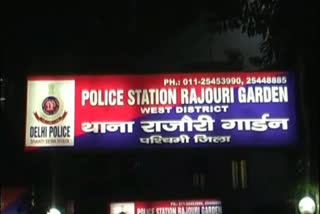 PH.: 011-25453990, 25448885
POLICE STATION RAJOURI GARDEN
WEST DISTRICT
DELHI POLICE
थाना राजौरी गार्डन
पश्चिमी जिला
POLICE STATION RAJOURI GARDEN